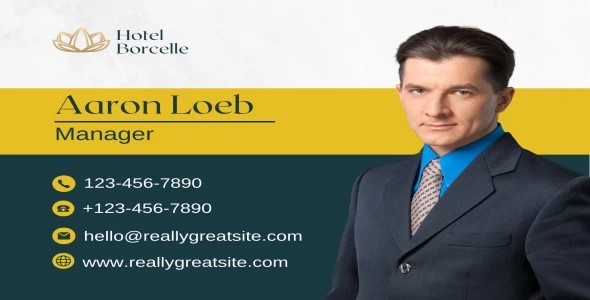 Hotel
Borcelle
Aaron Loeb
Manager
123-456-7890
+123-456-7890
hello@reallygreatsite.com
www.reallygreatsite.com